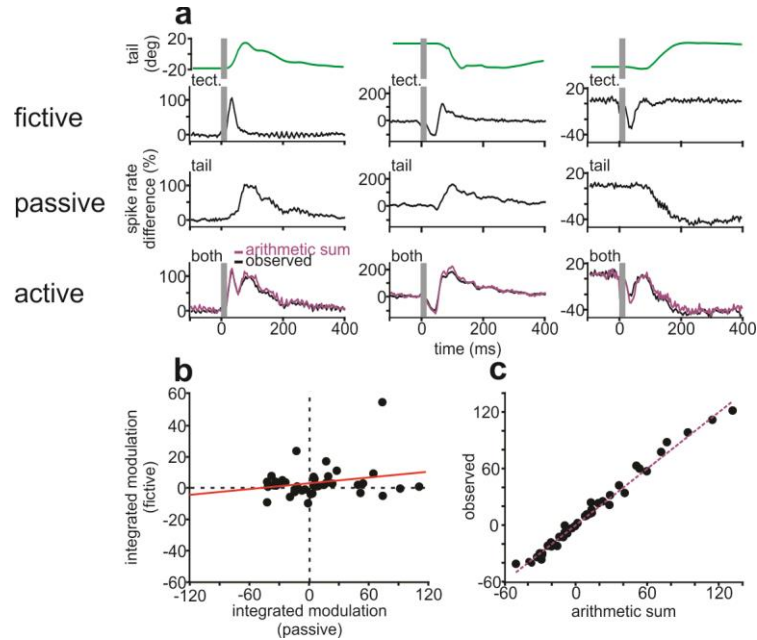 a
tail
(deg)
20
-20
fictive
tect.
100
0
tect.
200
0
tect.
20
-40
passive
spike rate
difference (%)
tail
100
0
tail
200
0
tail
20
-40
active
both
arithmetic sum
observed
100
0
both
200
0
both
20
-40
0 200 400
0 200 400
0 200 400
time (ms)
b
integrated modulation
(fictive)
60
40
20
0
-20
-40
-60
-120 -60 0 60 120
integrated modulation
(passive)
c
observed
120
60
0
-60
-60 0 60 120
arithmetic sum